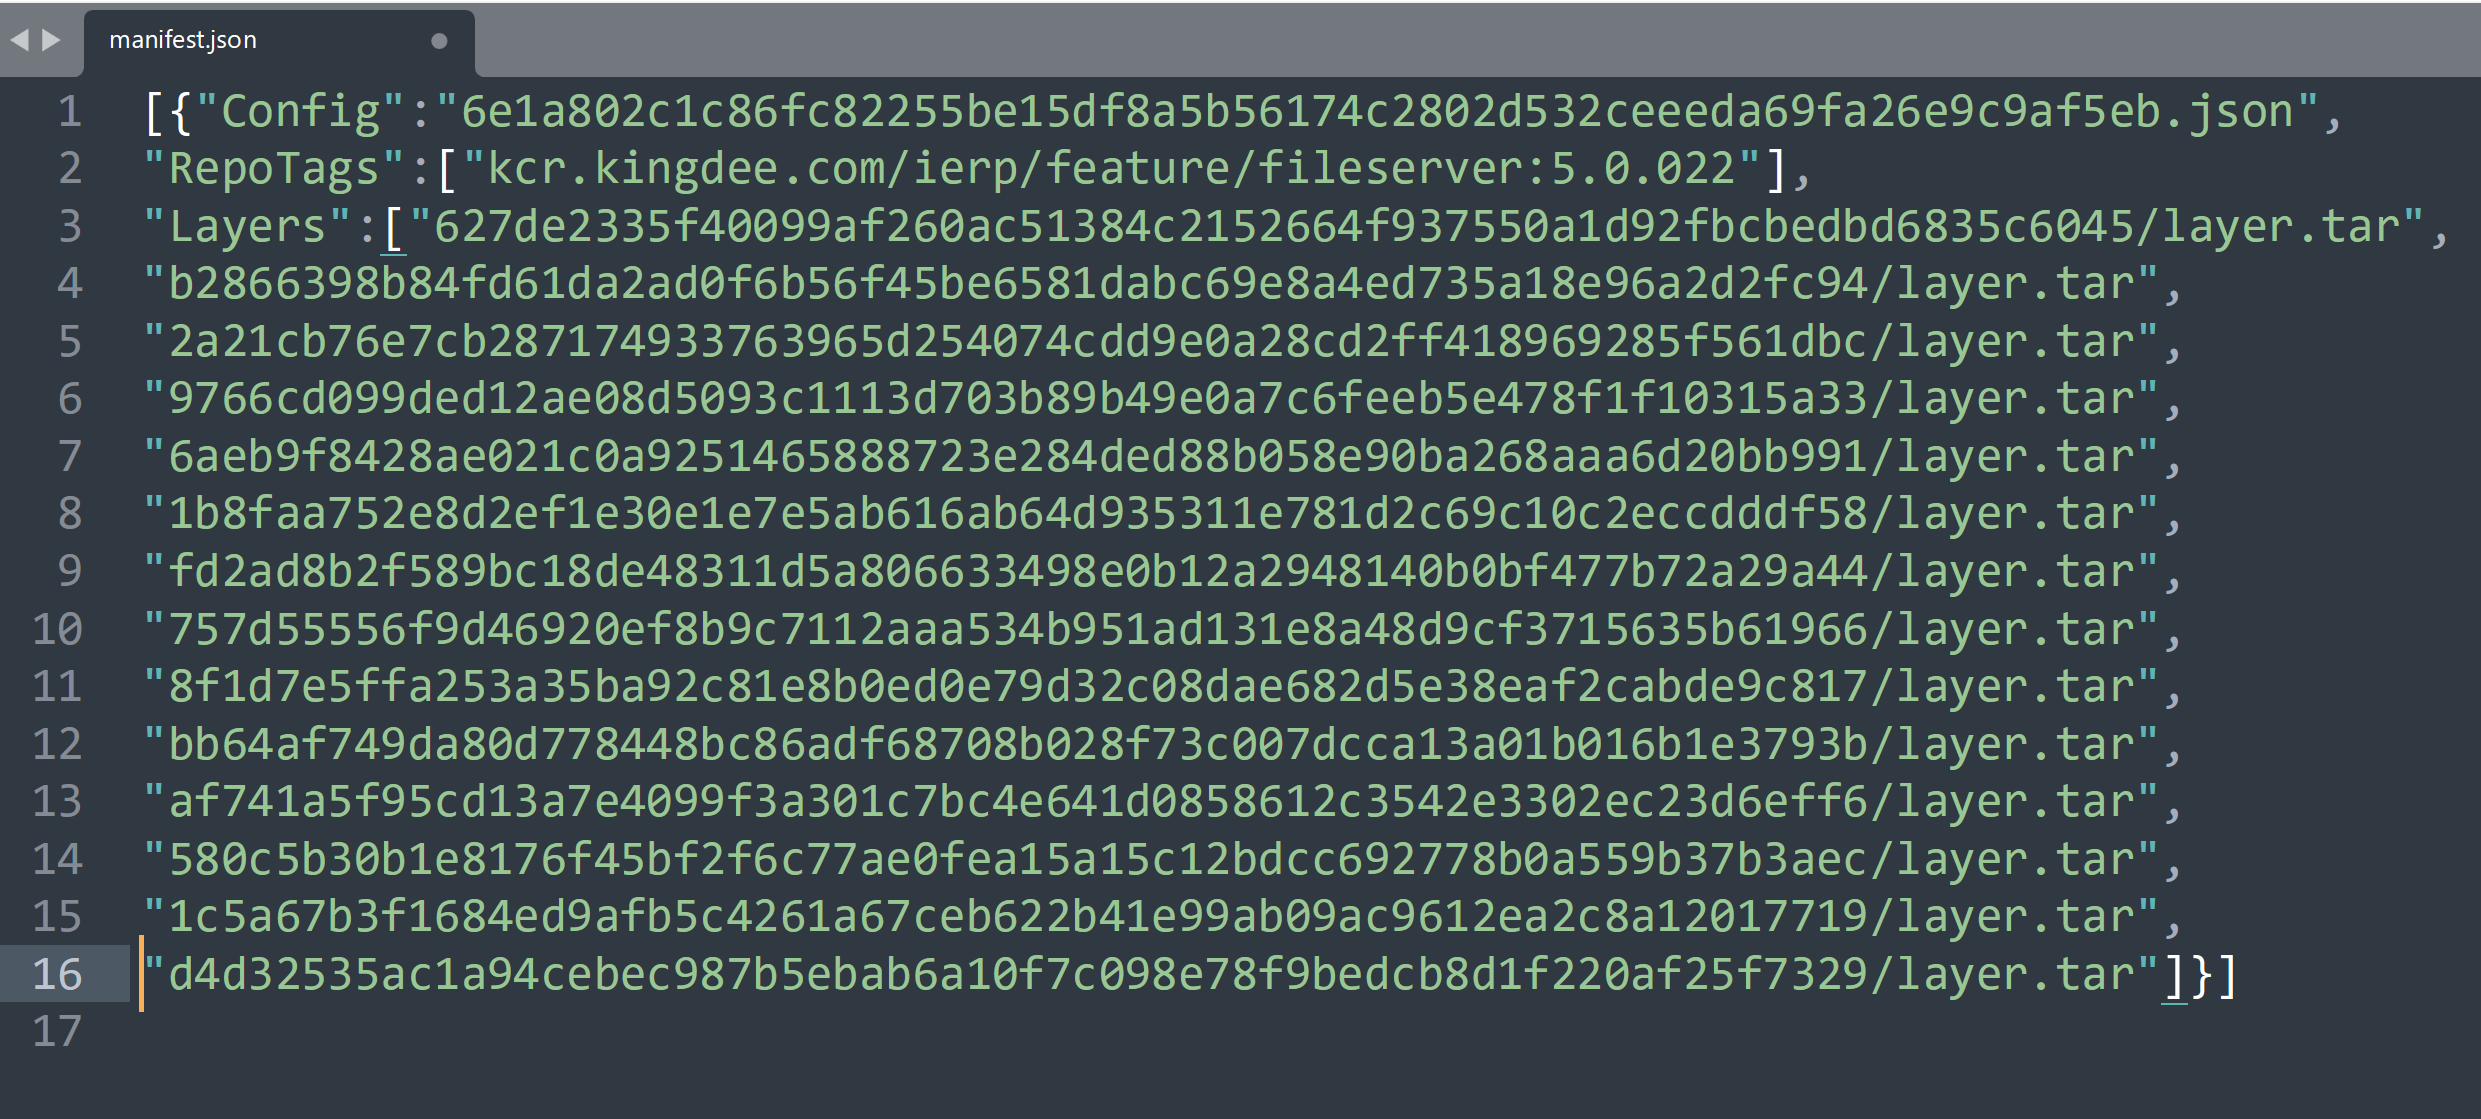 manifest.json
1 [{"Config":"6e1a802c1c86fc82255be15df8a5b56174c2802d532ceeeda69fa26e9c9af5eb.json",
2 "RepoTags":["kcr.kingdee.com/ierp/feature/fileserver:5.0.022"],
3 "Layers":["627de2335f40099af260ac51384c2152664f937550a1d92fbcbedbd6835c6045/layer.tar",
4 "b2866398b84fd61da2ad0f6b56f45be6581dabc69e8a4ed735a18e96a2d2fc94/layer.tar",
5 "2a21cb76e7cb287174933763965d254074cdd9e0a28cd2ff418969285f561dbc/layer.tar",
6 "9766cd099ded12ae08d5093c1113d703b89b49e0a7c6feeb5e478f1f10315a33/layer.tar",
7 "6aeb9f8428ae021c0a9251465888723e284ded88b058e90ba268aaa6d20bb991/layer.tar",
8 "1b8faa752e8d2ef1e30e1e7e5ab616ab64d935311e781d2c69c10c2eccdddf58/layer.tar",
9 "fd2ad8b2f589bc18de48311d5a806633498e0b12a2948140b0bf477b72a29a44/layer.tar",
10 "757d55556f9d46920ef8b9c7112aaa534b951ad131e8a48d9cf3715635b61966/layer.tar",
11 "8f1d7e5ffa253a35ba92c81e8b0ed0e79d32c08dae682d5e38eaf2cabde9c817/layer.tar",
12 "bb64af749da80d778448bc86adf68708b028f73c007dcca13a01b016b1e3793b/layer.tar",
13 "af741a5f95cd13a7e4099f3a301c7bc4e641d0858612c3542e3302ec23d6eff6/layer.tar",
14 "580c5b30b1e8176f45bf2f6c77ae0fea15a15c12bdcc692778b0a559b37b3aec/layer.tar",
15 "1c5a67b3f1684ed9afb5c4261a67ceb622b41e99ab09ac9612ea2c8a12017719/layer.tar",
16 "d4d32535ac1a94cebec987b5ebab6a10f7c098e78f9bedcb8d1f220af25f7329/layer.tar"]}]
17